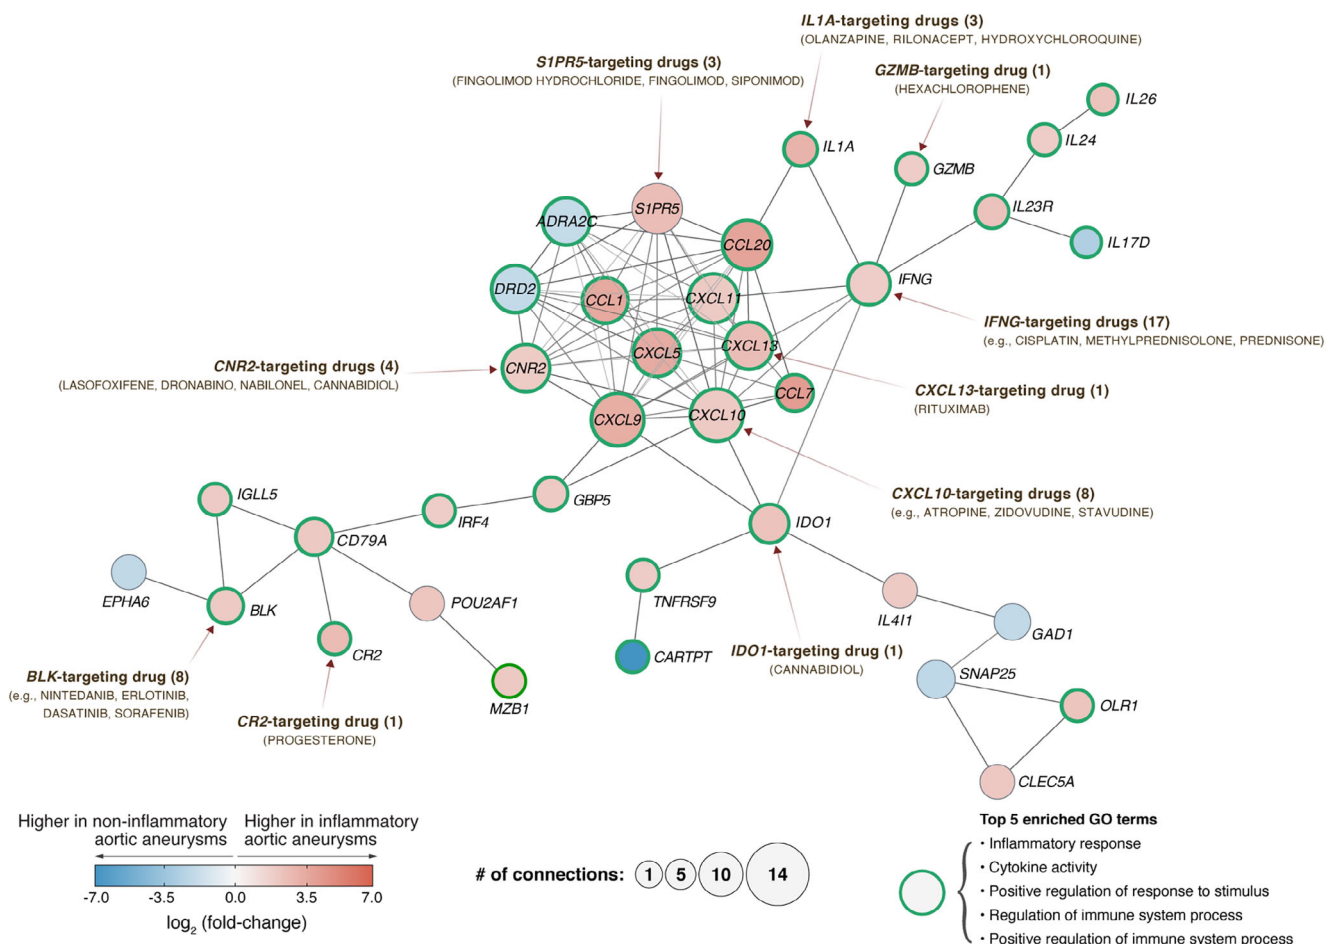 IL1A-targeting drugs (3)
(OLANZAPINE, RILONACEPT, HYDROXYCHLOROQUINE)
S1PR5-targeting drugs (3)
(FINGOLIMOD HYDROCHLORIDE, FINGOLIMOD, SIPONIMOD)
GZMB-targeting drug (1)
(HEXACHLOROPHENE)
IL26
IL24
IL1A
GZMB
S1PR5
ADRA2C
IL23R
CCL20
IL17D
IFNG
DRD2
CCL1
CXCL11
IFNG-targeting drugs (17)
(e.g., CISPLATIN, METHYLPREDNISOLONE, PREDNISONE)
CXCL13
CXCL5
CNR2
CNR2-targeting drugs (4)
(LASOFOXIFENE, DRONABINO, NABILONEL, CANNABIDIOL)
CXCL13-targeting drug (1)
(RITUXIMAB)
CCL7
CXCL9
CXCL10
CXCL10-targeting drugs (8)
(e.g., ATROPINE, ZIDOVUDINE, STAVUDINE)
IGLL5
GBP5
IRF4
IDO1
CD79A
EPHA6
BLK
POU2AF1
TNFRSF9
IL4I1
GAD1
CR2
CARTPT
IDO1-targeting drug (1)
(CANNABIDIOL)
SNAP25
BLK-targeting drug (8)
(e.g., NINTEDANIB, ERLOTINIB,
DASATINIB, SORAFENIB)
MZB1
OLR1
CR2-targeting drug (1)
(PROGESTERONE)
CLEC5A
Higher in non-inflammatory
aortic aneurysms
Higher in inflammatory
aortic aneurysms
-7.0 -3.5 0.0 3.5 7.0
log2 (fold-change)
# of connections: 1 5 10 14
Top 5 enriched GO terms
• Inflammatory response
• Cytokine activity
• Positive regulation of response to stimulus
• Regulation of immune system process
• Positive regulation of immune system process